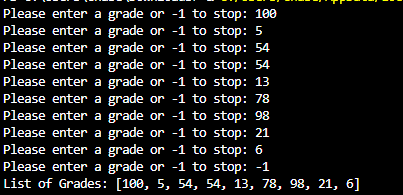 Please enter a grade or -1 to stop: 100
Please enter a grade or -1 to stop: 5
Please enter a grade or -1 to stop: 54
Please enter a grade or -1 to stop: 54
Please enter a grade or -1 to stop: 13
Please enter a grade or -1 to stop: 78
Please enter a grade or -1 to stop: 98
Please enter a grade or -1 to stop: 21
Please enter a grade or -1 to stop: 6
Please enter a grade or -1 to stop: -1
List of Grades: [100, 5, 54, 54, 13, 78, 98, 21, 6]